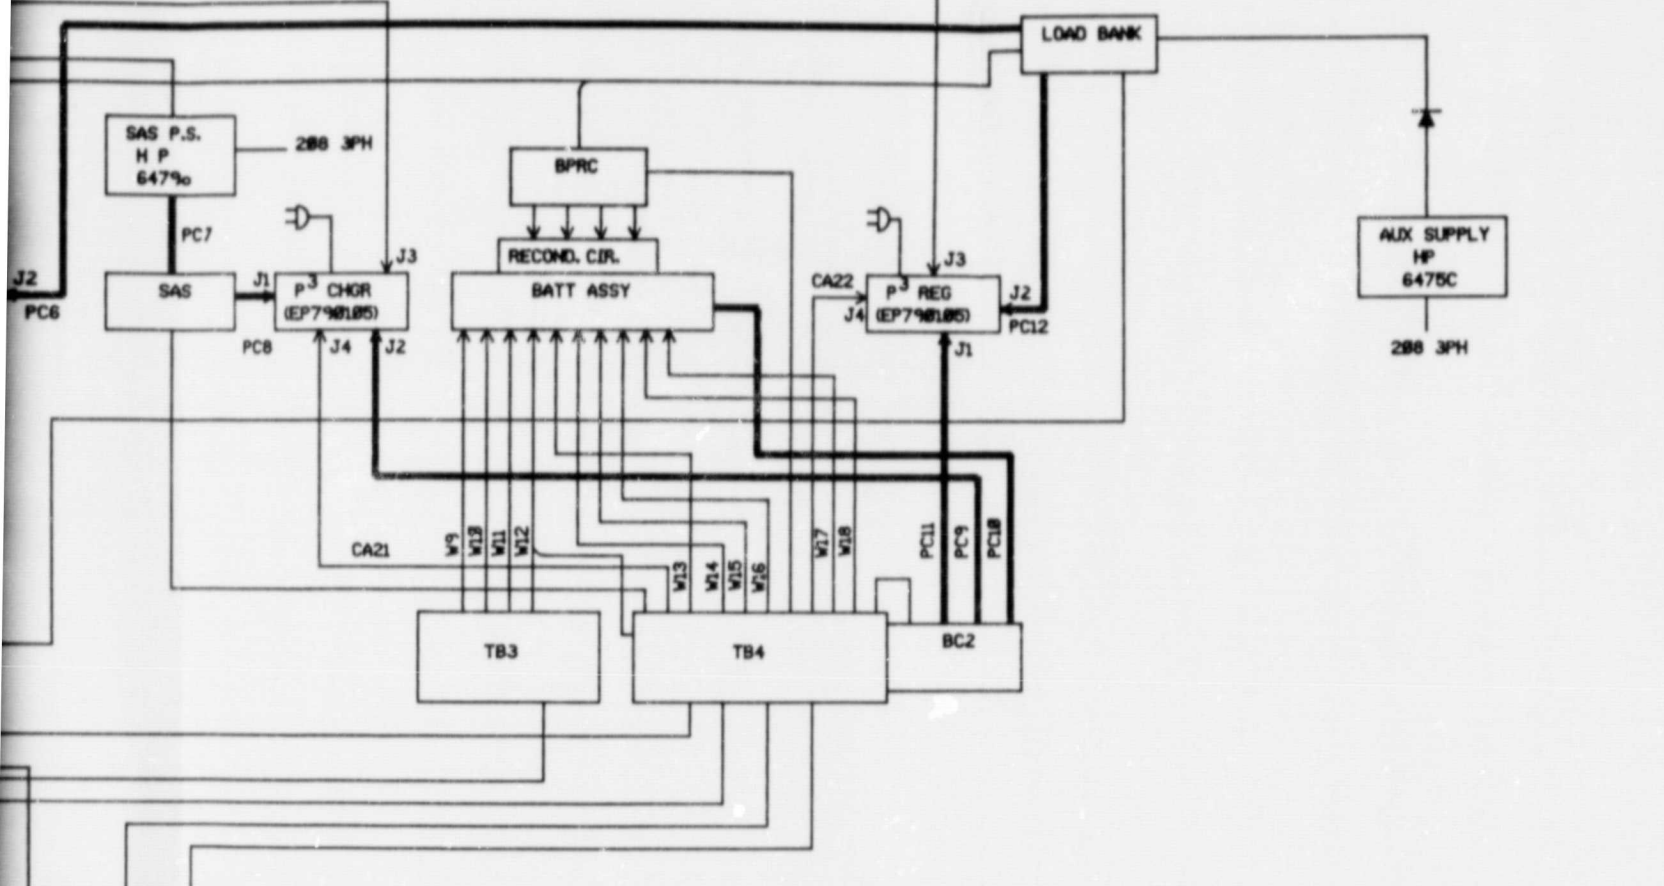 LOAD BANK
SAS P.S.
H P
208 3PH
BPRC
PC7
J3
J3
RECOND. CIR.
AUX SUPPLY
HP
6475C
J2
PC6
SAS
J1
P3 CHGR
(EP790105)
BATT ASSY
CA22
J4
P3 REG
(EP790105)
J2
PC12
PC8
J4
J2
J1
208 3PH
CA21
W9
W10
W11
W12
W13
W14
W15
W16
W17
W18
PC11
PC9
PC10
TB3
TB4
BC2